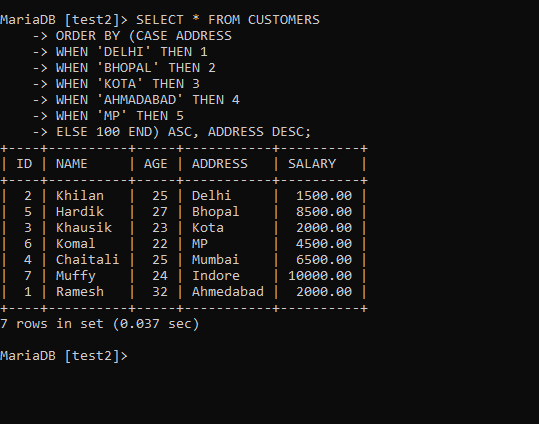 MariaDB [test2]> SELECT * FROM CUSTOMERS
    -> ORDER BY (CASE ADDRESS
    -> WHEN 'DELHI' THEN 1
    -> WHEN 'BHOPAL' THEN 2
    -> WHEN 'KOTA' THEN 3
    -> WHEN 'AHMADABAD' THEN 4
    -> WHEN 'MP' THEN 5
    -> ELSE 100 END) ASC, ADDRESS DESC;
+----+----------+-----+-----------+----------+
| ID | NAME     | AGE | ADDRESS   | SALARY   |
+----+----------+-----+-----------+----------+
|  2 | Khilan   |  25 | Delhi     |  1500.00 |
|  5 | Hardik   |  27 | Bhopal    |  8500.00 |
|  3 | Khausik  |  23 | Kota      |  2000.00 |
|  6 | Komal    |  22 | MP        |  4500.00 |
|  4 | Chaitali |  25 | Mumbai    |  6500.00 |
|  7 | Muffy    |  24 | Indore    | 10000.00 |
|  1 | Ramesh   |  32 | Ahmedabad |  2000.00 |
+----+----------+-----+-----------+----------+
7 rows in set (0.037 sec)

MariaDB [test2]>